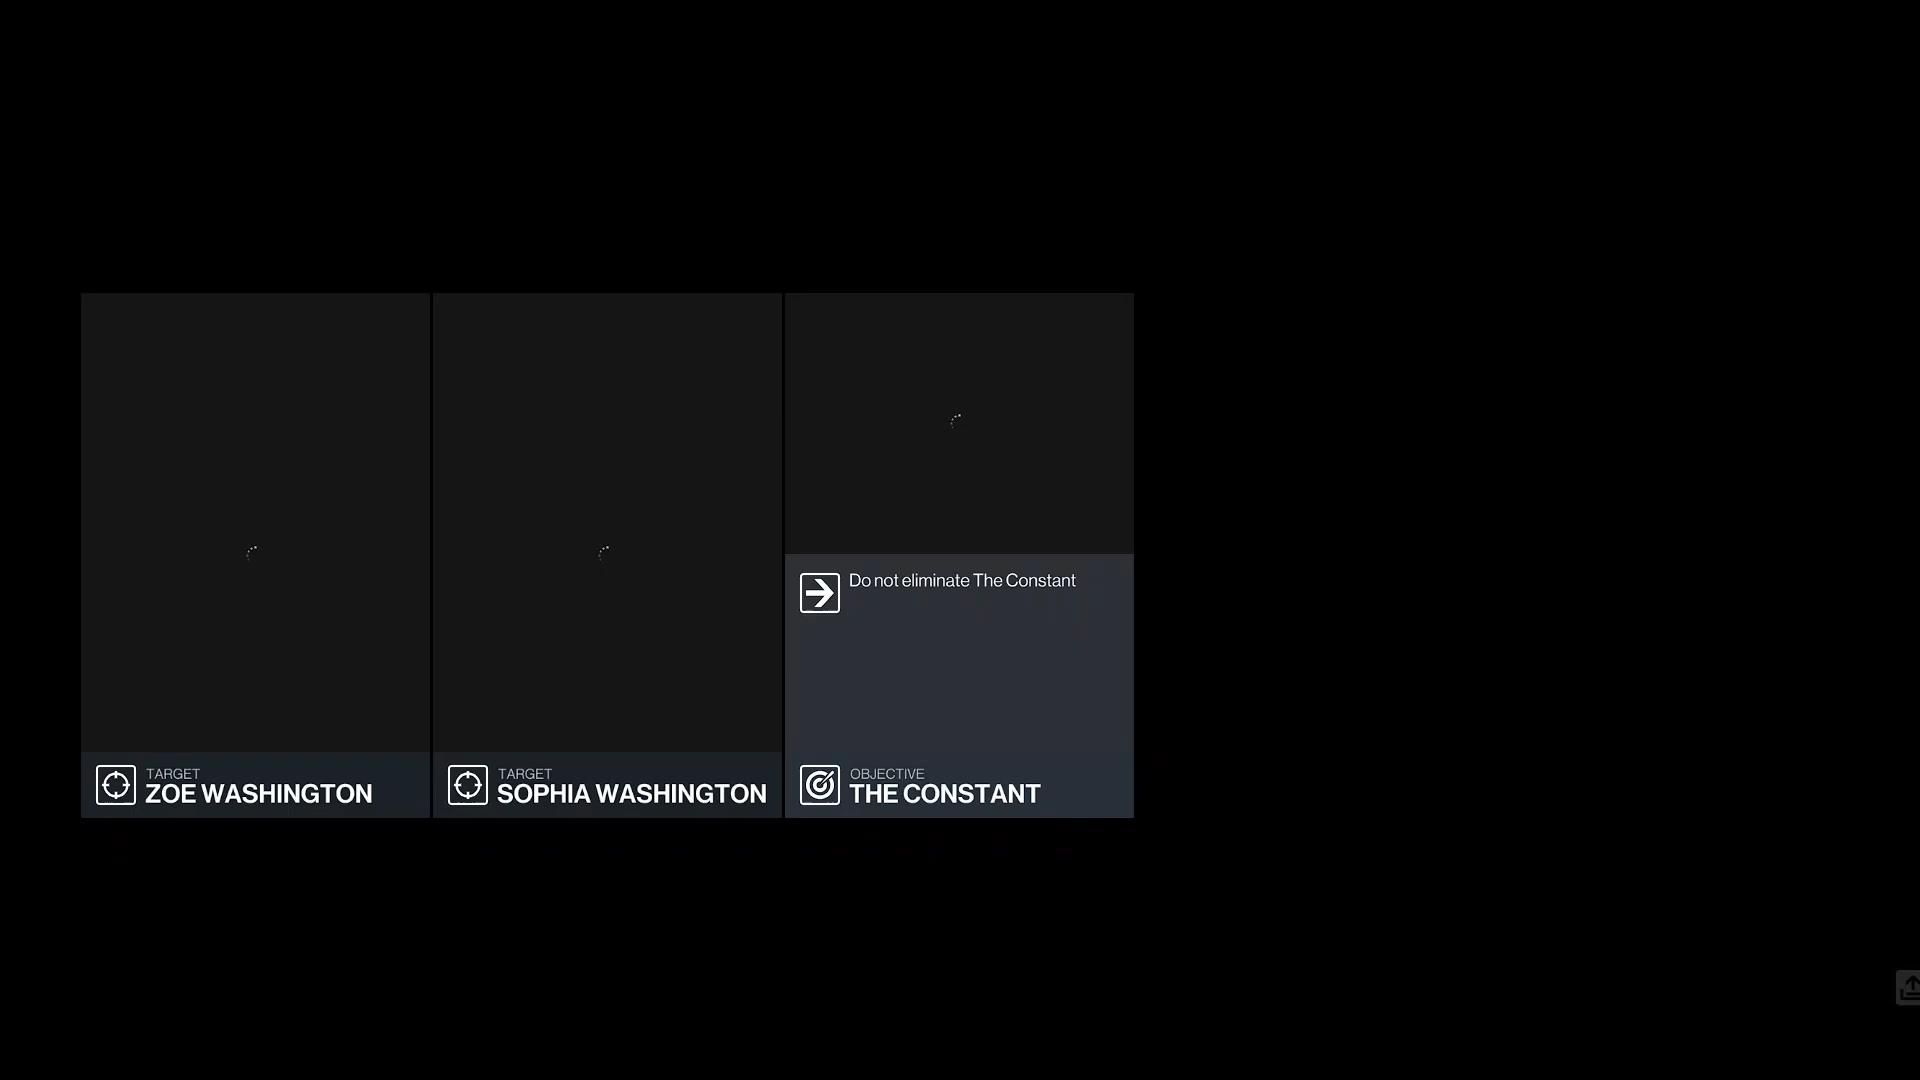 Do not eliminate The Constant
TARGET
ZOE WASHINGTON
TARGET
SOPHIA WASHINGTON
OBJECTIVE
THE CONSTANT